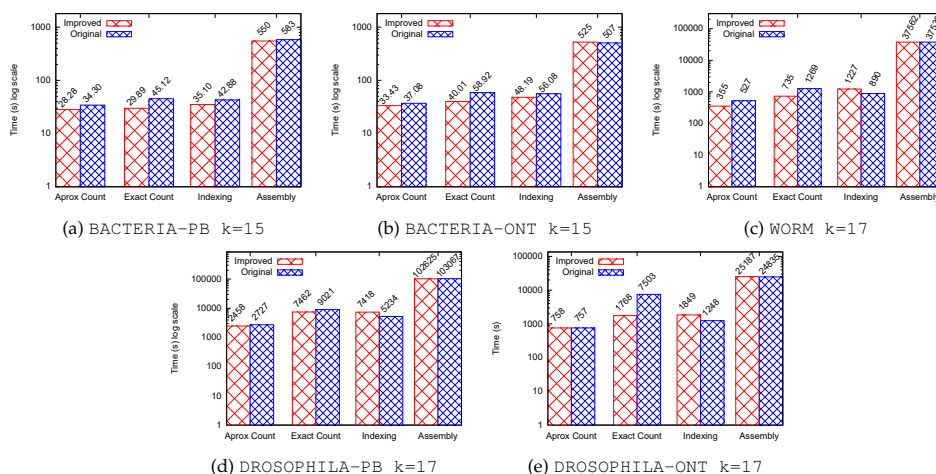 Improved
Original
Time (s) log scale
1000
100
10
1
28.28
34.30
29.89
45.12
35.10
42.88
550
583
Aprox Count Exact Count Indexing Assembly
(a) BACTERIA-PB k=15
Improved
Original
Time (s) log scale
1000
100
10
1
33.43
37.08
40.01
58.92
48.19
56.08
525
507
Aprox Count Exact Count Indexing Assembly
(b) BACTERIA-ONT k=15
Improved
Original
Time (s) log scale
10000
1000
100
10
1
355
527
735
1269
1227
890
37562
Aprox Count Exact Count Indexing Assembly
(c) WORM k=17
Improved
Original
Time (s) log scale
100000
10000
1000
100
10
1
2458
2727
7462
9021
7418
5234
102625
103067
Aprox Count Exact Count Indexing Assembly
(d) DROSOPHILA-PB k=17
Improved
Original
Time (s)
10000
1000
100
10
1
758
757
1768
7503
1849
1248
25187
24835
Aprox Count Exact Count Indexing Assembly
(e) DROSOPHILA-ONT k=17